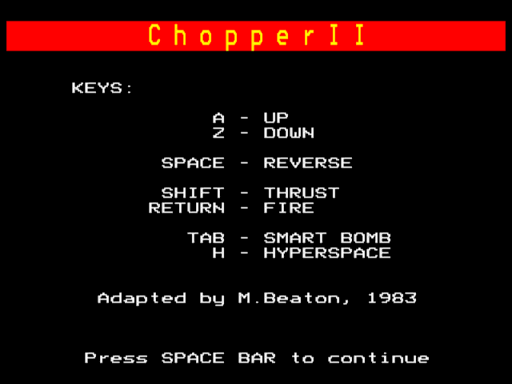 ChopperII
KEYS:
A - UP
Z - DOWN
SPACE - REVERSE
SHIFT - THRUST
RETURN - FIRE
TAB - SMART BOMB
H - HYPERSPACE
Adapted by M.Beaton, 1983
Press SPACE BAR to continue